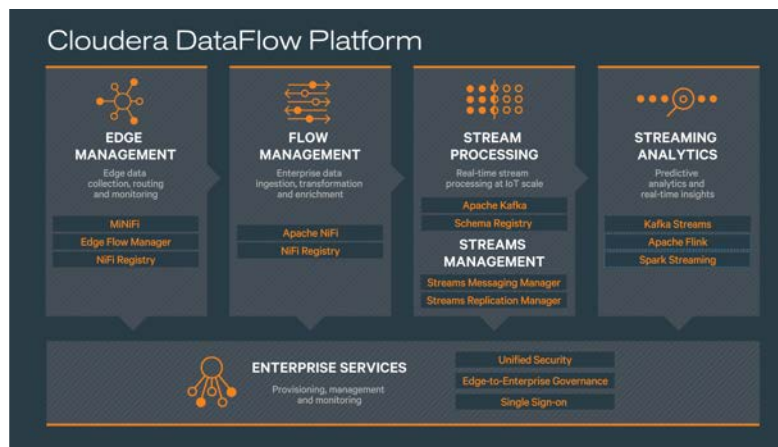 Cloudera DataFlow Platform
EDGE
MANAGEMENT
Edge data
collection, routing
and monitoring
MiNiFi
Edge Flow Manager
NiFi Registry
FLOW
MANAGEMENT
Enterprise data
ingestion, transformation
and enrichment
Apache NiFi
NiFi Registry
STREAM
PROCESSING
Real-time stream
processing at IoT scale
Apache Kafka
Schema Registry
STREAMS
MANAGEMENT
Streams Messaging Manager
Streams Replication Manager
STREAMING
ANALYTICS
Predictive
analytics and
real-time insights
Kafka Streams
Apache Flink
Spark Streaming
ENTERPRISE SERVICES
Provisioning, management
and monitoring
Unified Security
Edge-to-Enterprise Governance
Single Sign-on